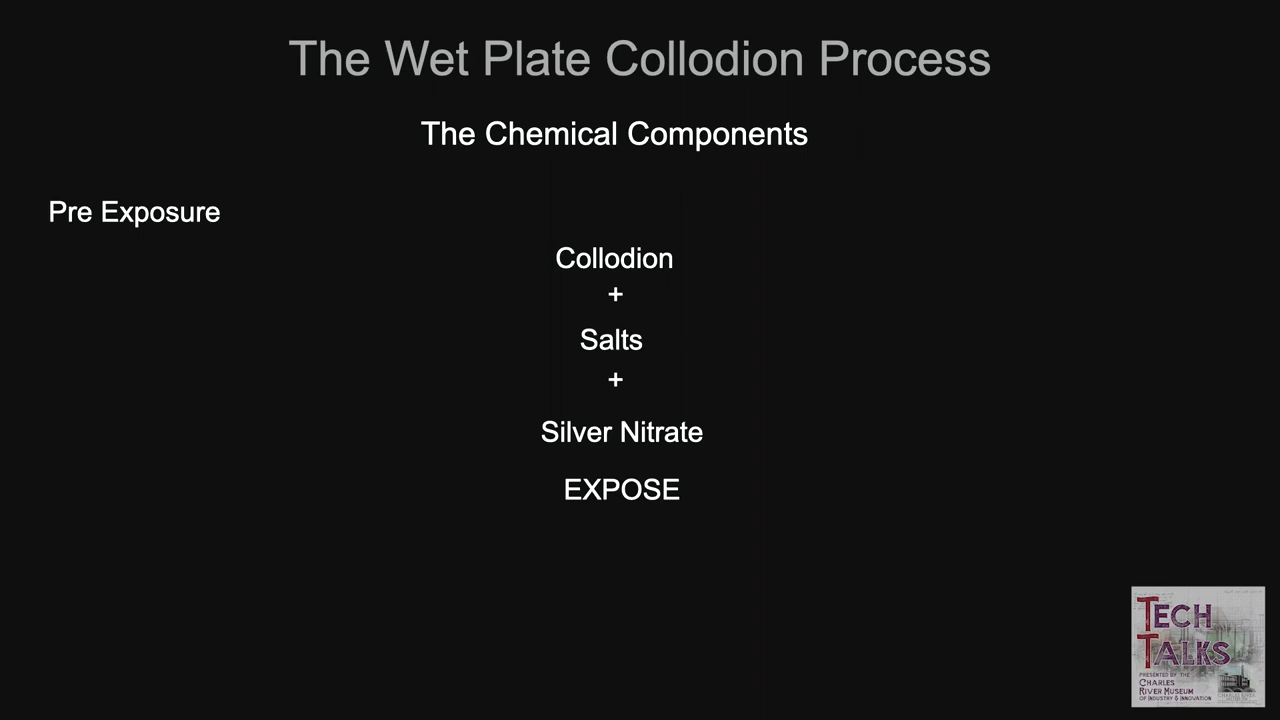 The Wet Plate Collodion Process
The Chemical Components
Pre Exposure
Collodion
+
Salts
+
Silver Nitrate
EXPOSE
TECH
TALKS
PRESENTED BY THE
CHARLES
RIVER MUSEUM
OF INDUSTRY & INNOVATION